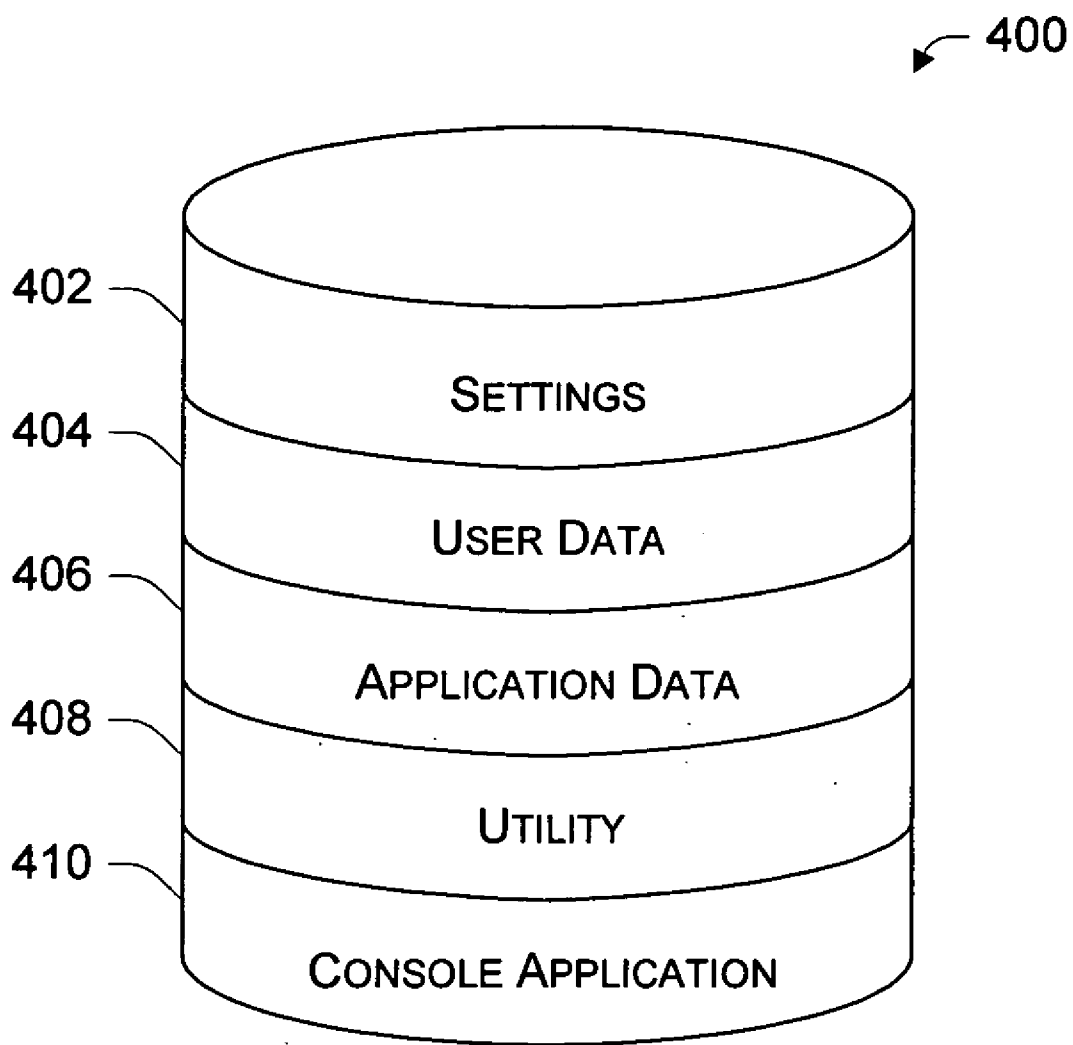 400
402
SETTINGS
404
USER DATA
406
APPLICATION DATA
408
UTILITY
410
CONSOLE APPLICATION